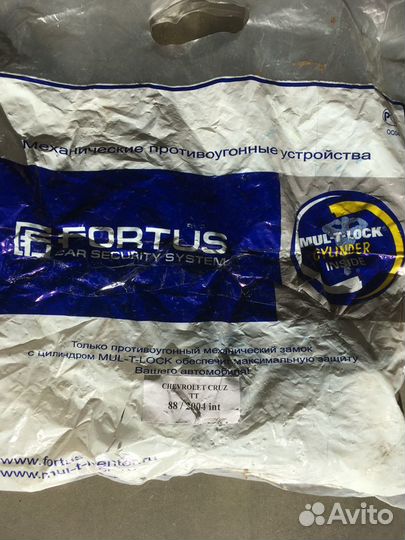 Механические противоугонные устройства
FORTUS
CAR SECURITY SYSTEM
MUL-T-LOCK
CYLINDER
INSIDE
Только противоугонный механический замок
с цилиндром MUL-T-LOCK обеспечит максимальную защиту
Вашего автомобиля!
CHEVROLET CRUZ
TT
88 / 2004 int
www.fortus
www.mul-t-
Avito